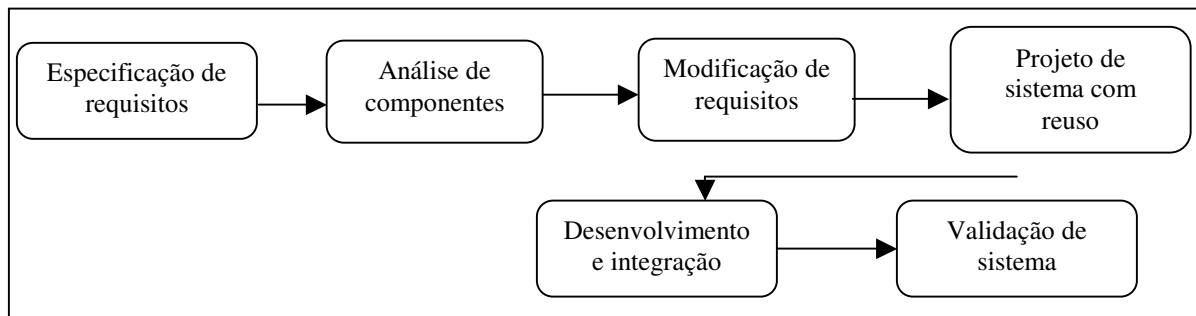 Especificação de
requisitos
Análise de
componentes
Modificação de
requisitos
Projeto de
sistema com
reuso
Desenvolvimento
e integração
Validação de
sistema